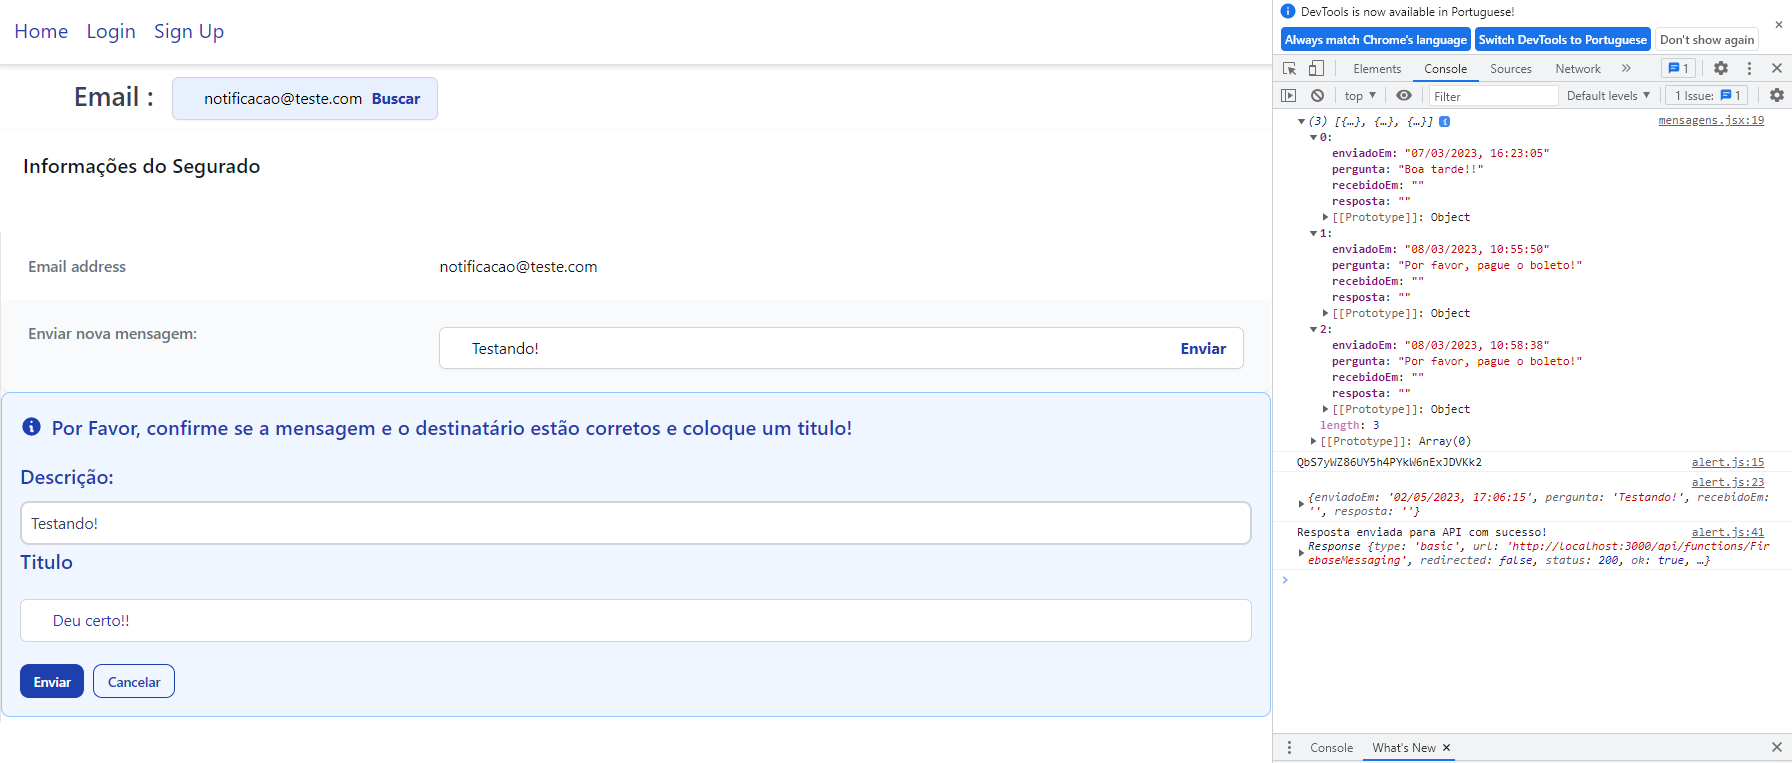 Home Login Sign Up
Email : notificacao@teste.com Buscar
Informações do Segurado
Email address notificacao@teste.com
Enviar nova mensagem: Testando! Enviar
Por Favor, confirme se a mensagem e o destinatário estão corretos e coloque um titulo!
Descrição:
Testando!
Titulo
Deu certo!!
Enviar Cancelar
DevTools is now available in Portuguese!
Always match Chrome's language Switch DevTools to Portuguese Don't show again
Elements Console Sources Network 1
top Filter Default levels 1 Issue: 1
(3) [{…}, {…}, {…}] mensagens.jsx:19
0:
enviadoEm: "07/03/2023, 16:23:05"
pergunta: "Boa tarde!!"
recebidoEm: ""
resposta: ""
[[Prototype]]: Object
1:
enviadoEm: "08/03/2023, 10:55:50"
pergunta: "Por favor, pague o boleto!"
recebidoEm: ""
resposta: ""
[[Prototype]]: Object
2:
enviadoEm: "08/03/2023, 10:58:38"
pergunta: "Por favor, pague o boleto!"
recebidoEm: ""
resposta: ""
[[Prototype]]: Object
length: 3
[[Prototype]]: Array(0)
QbS7yWZ86UY5h4PYkW6nExJDVKk2 alert.js:15
alert.js:23
{enviadoEm: '02/05/2023, 17:06:15', pergunta: 'Testando!', recebidoEm:
'', resposta: ''}
Resposta enviada para API com sucesso! alert.js:41
Response {type: 'basic', url: 'http://localhost:3000/api/functions/Fir
ebaseMessaging', redirected: false, status: 200, ok: true, …}
Console What's New